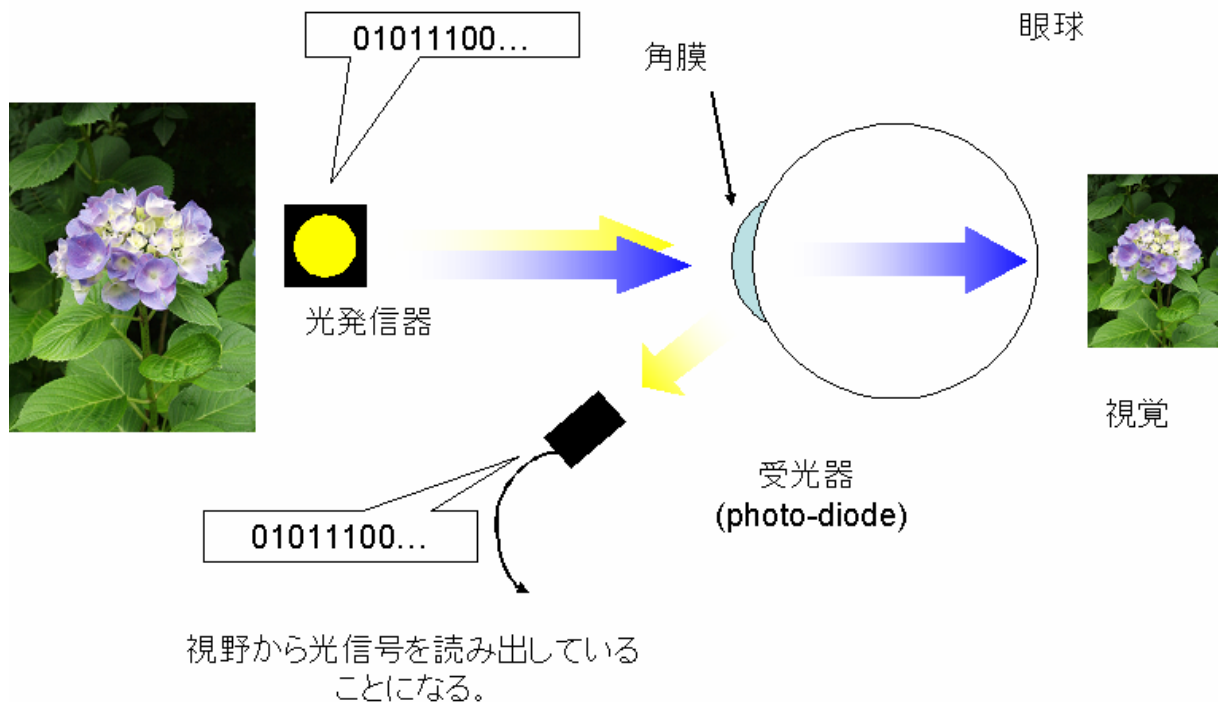 01011100...
眼球
角膜
光発信器
視覚
受光器
(photo-diode)
01011100...
視野から光信号を読み出している
ことになる。